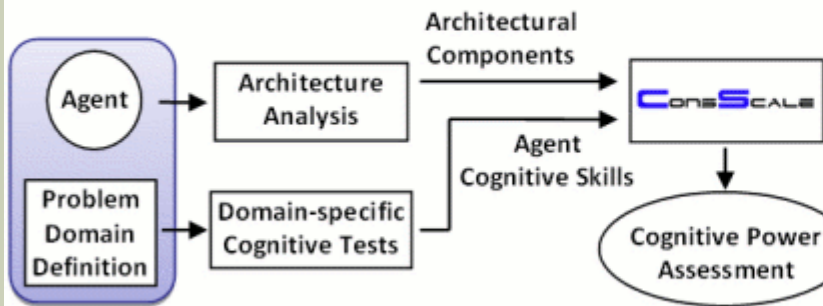 Agent
Architecture
Analysis
Architectural
Components
CONSSCALE
Problem
Domain
Definition
Domain-specific
Cognitive Tests
Agent
Cognitive Skills
Cognitive Power
Assessment